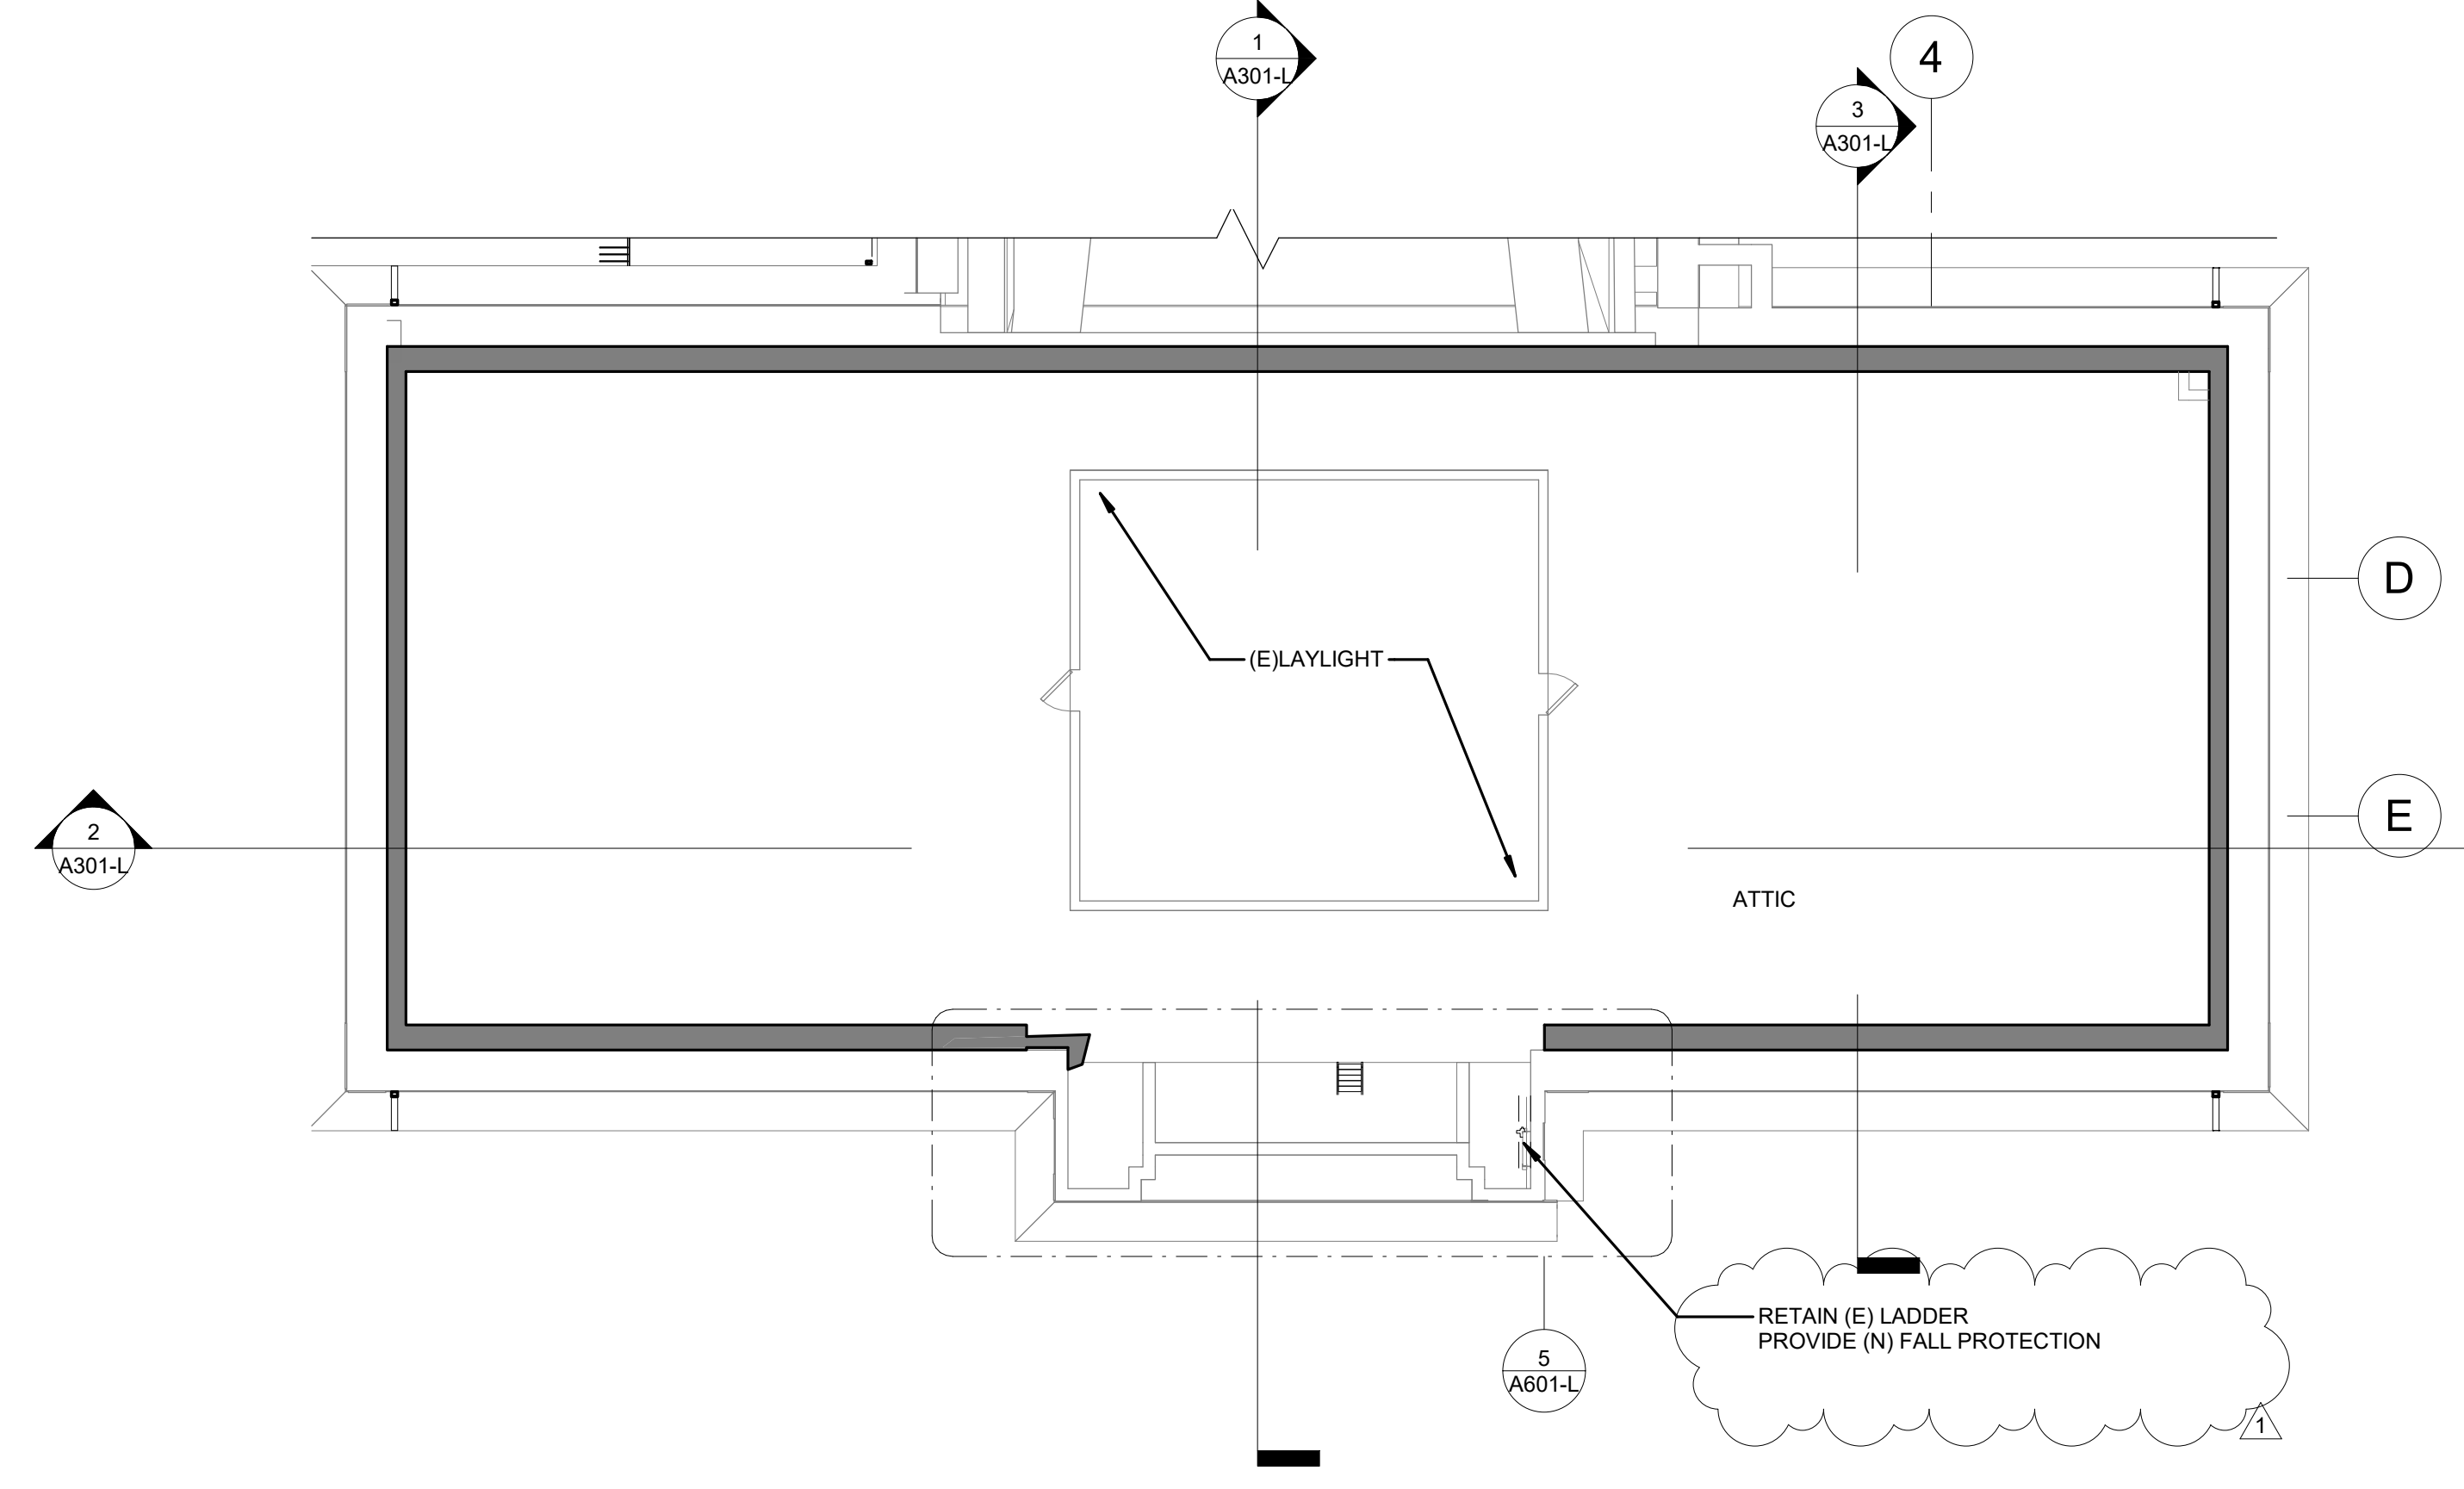 1
A301-L
4
3
A301-L
D
(E)LAYLIGHT
E
2
A301-L
ATTIC
RETAIN (E) LADDER
PROVIDE (N) FALL PROTECTION
5
A601-L
1